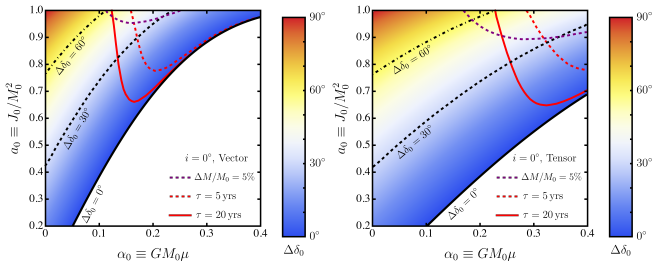 1.0
0.9
0.8
0.7
0.6
0.5
0.4
0.3
0.2
a₀ ≡ J₀/M₀²
Δδ₀ = 60°
Δδ₀ = 30°
Δδ₀ = 0°
i = 0°, Vector
ΔM/M₀ = 5%
τ = 5 yrs
τ = 20 yrs
0 0.1 0.2 0.3 0.4
α₀ ≡ GM₀μ
90°
60°
30°
0°
Δδ₀
1.0
0.9
0.8
0.7
0.6
0.5
0.4
0.3
0.2
a₀ ≡ J₀/M₀²
Δδ₀ = 60°
Δδ₀ = 30°
Δδ₀ = 0°
i = 0°, Tensor
ΔM/M₀ = 5%
τ = 5 yrs
τ = 20 yrs
0 0.1 0.2 0.3 0.4
α₀ ≡ GM₀μ
90°
60°
30°
0°
Δδ₀